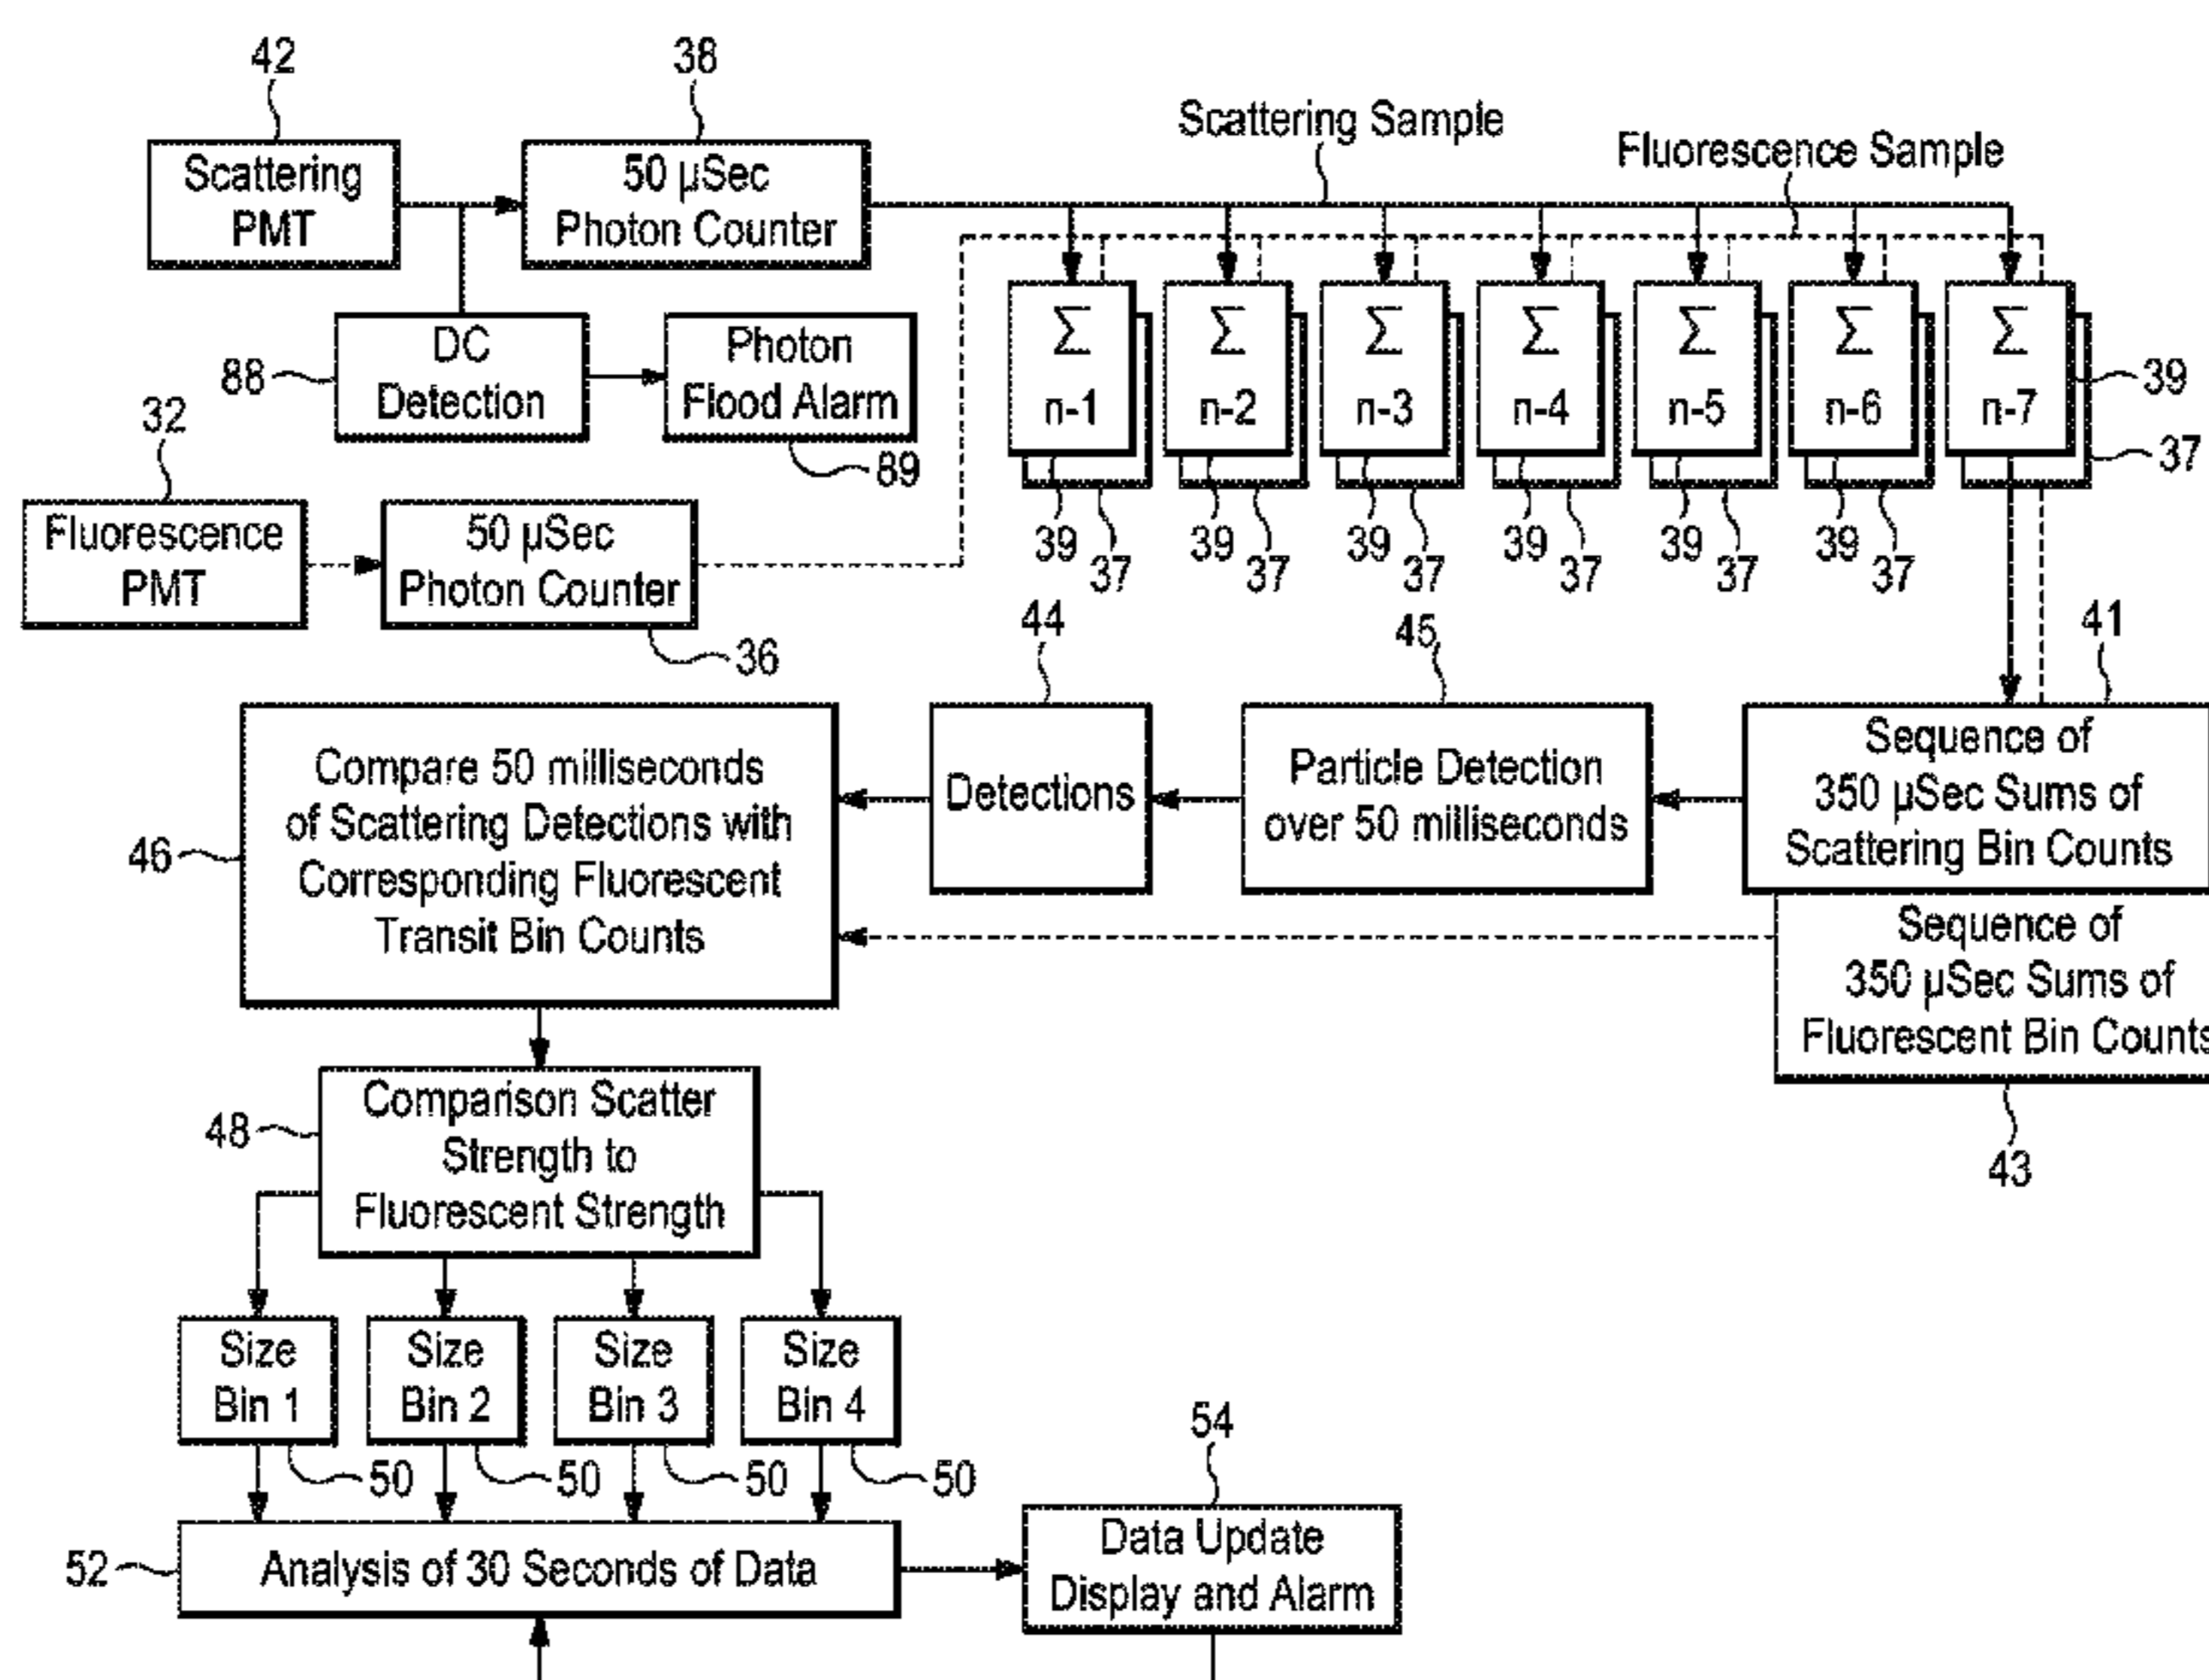 42
38
Scattering Sample
Fluorescence Sample
Scattering
PMT
50 µSec
Photon Counter
DC
Detection
88
Photon
Flood Alarm
89
Σ
n-1
Σ
n-2
Σ
n-3
Σ
n-4
Σ
n-5
Σ
n-6
Σ
n-7
39
37
39
37
39
37
39
37
39
37
39
37
39
37
32
Fluorescence
PMT
50 µSec
Photon Counter
36
44
45
41
Compare 50 milliseconds
of Scattering Detections with
Corresponding Fluorescent
Transit Bin Counts
46
Detections
Particle Detection
over 50 milliseconds
Sequence of
350 µSec Sums of
Scattering Bin Counts
Sequence of
350 µSec Sums of
Fluorescent Bin Counts
43
48
Comparison Scatter
Strength to
Fluorescent Strength
Size
Bin 1
Size
Bin 2
Size
Bin 3
Size
Bin 4
50
50
50
50
54
52
Analysis of 30 Seconds of Data
Data Update
Display and Alarm